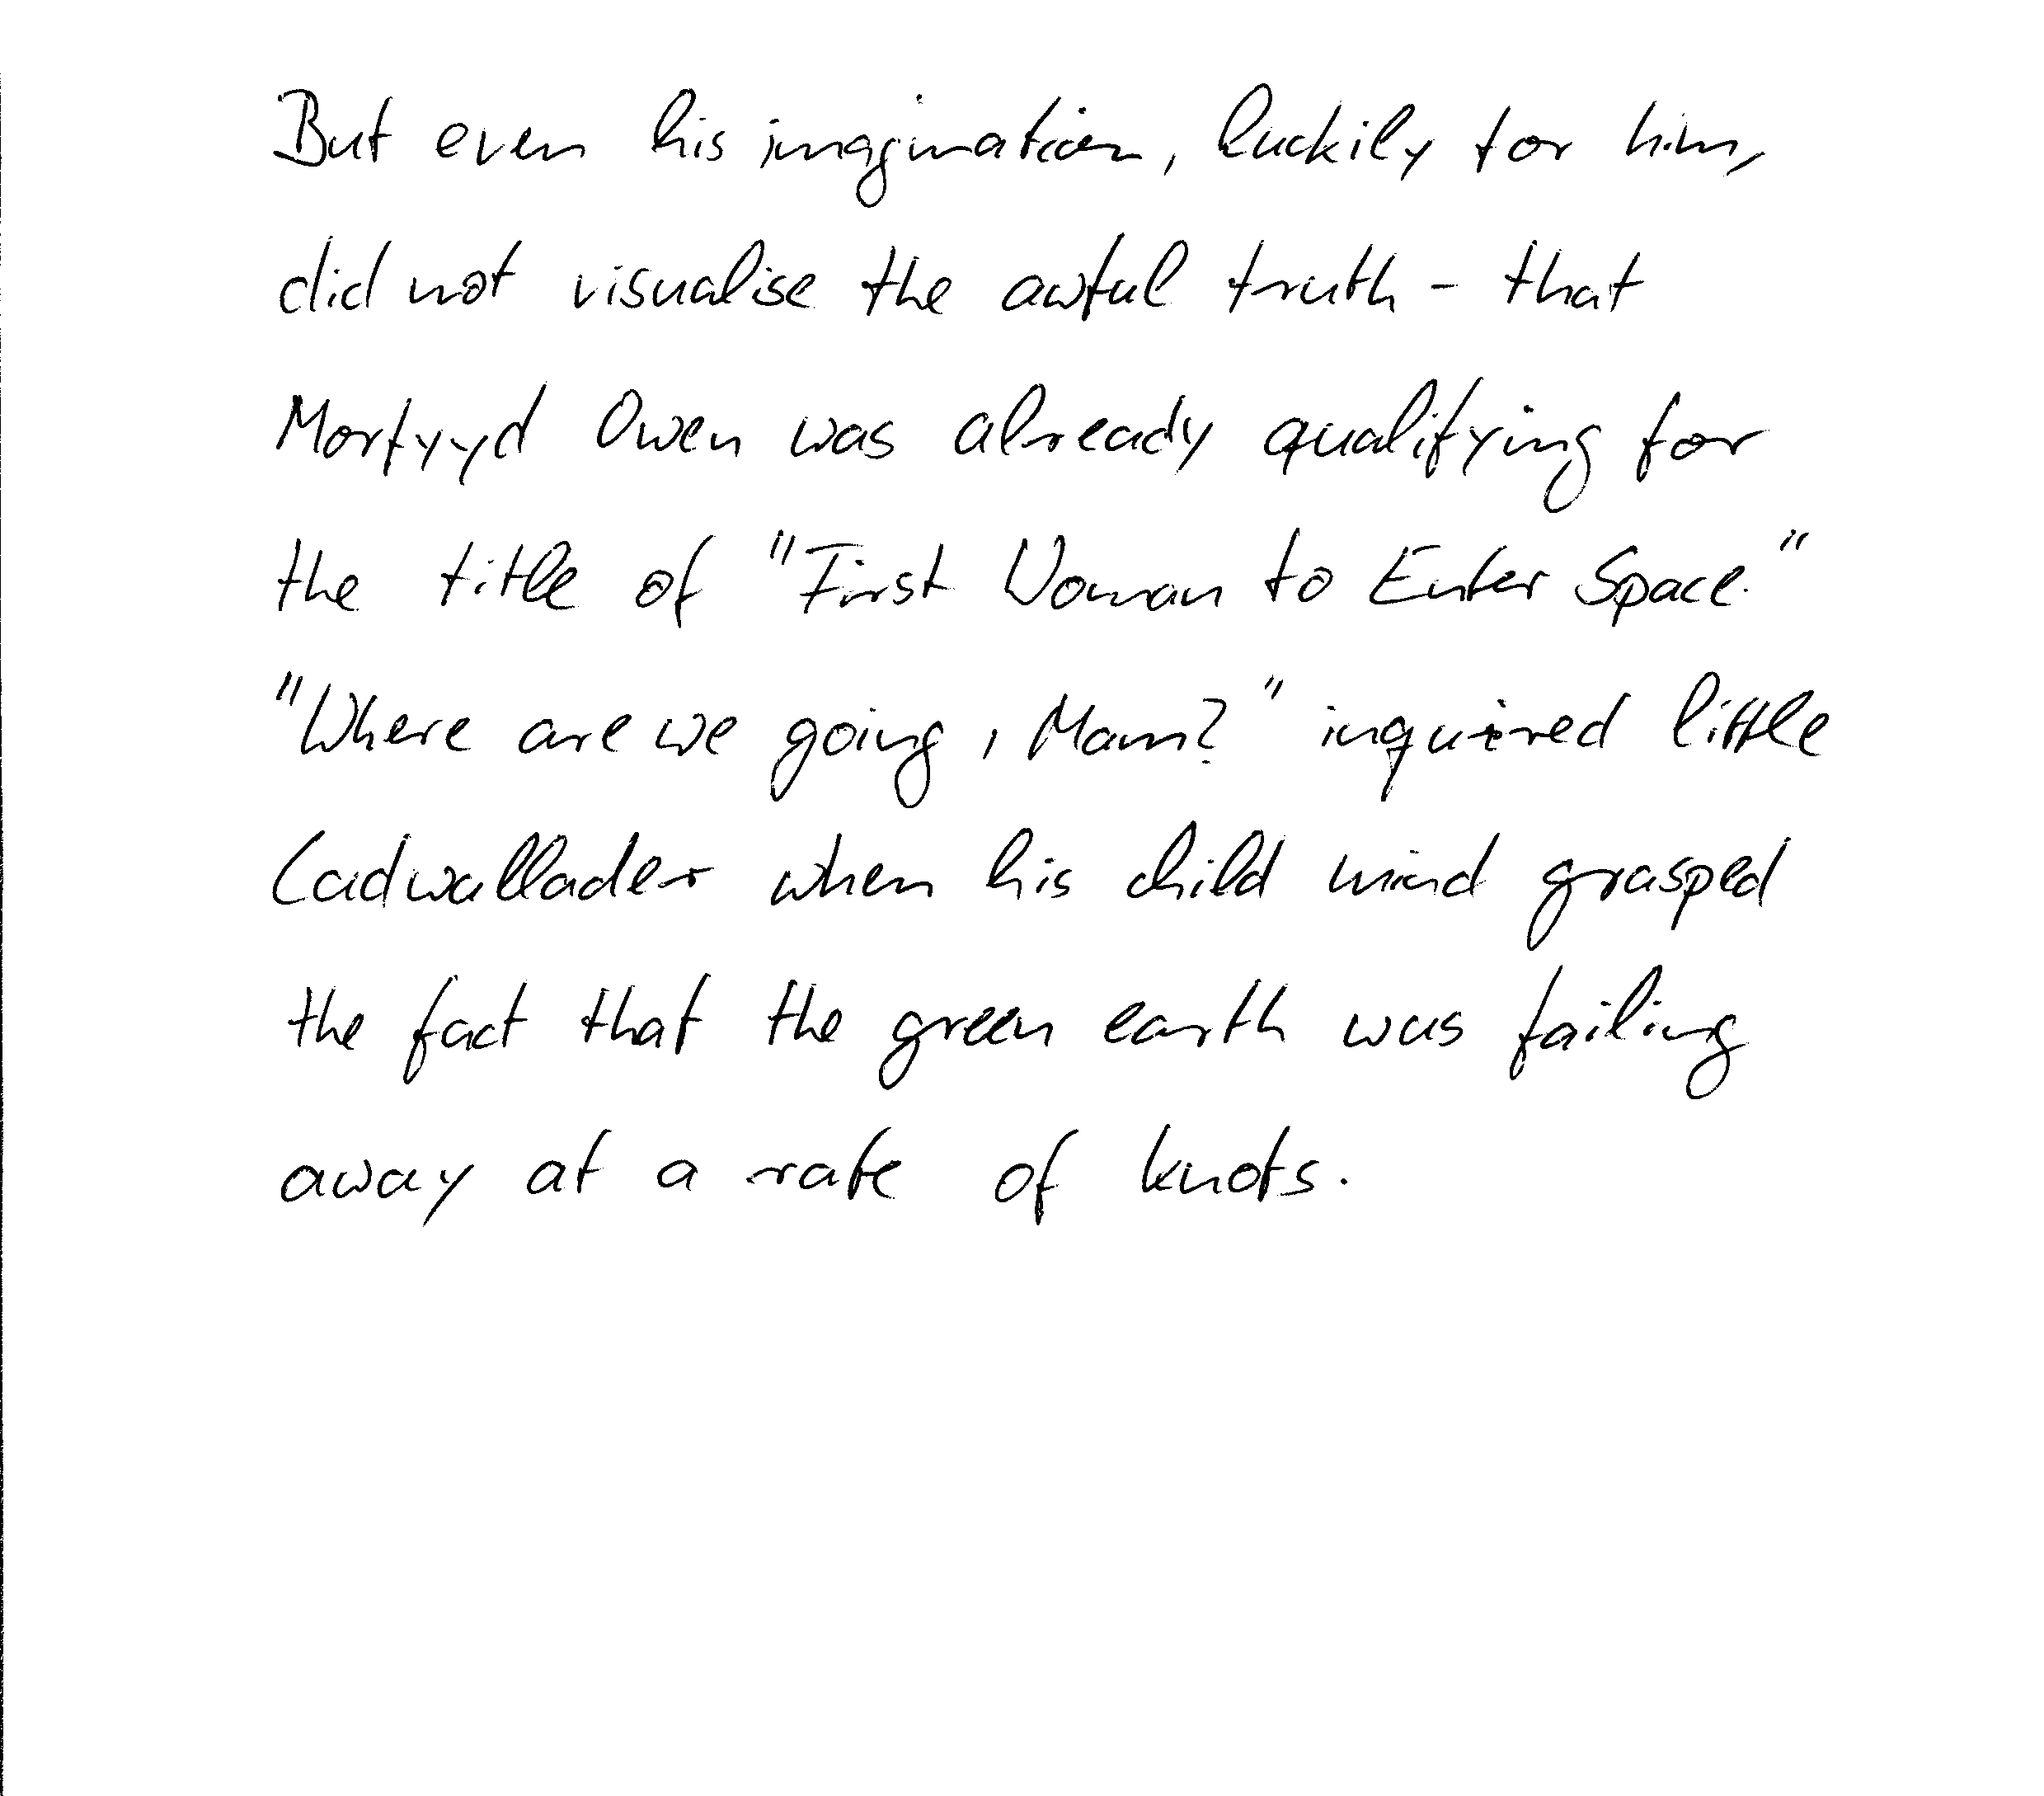 But even his imagination, luckily for him,
did not visualise the awful truth - that
Morfyyd Owen was already qualifying for
the title of "First Woman to Enter Space."
"Where are we going, Mam?" inquired little
Cadwallader when his child mind grasped
the fact that the green earth was failing
away at a rate of knots.